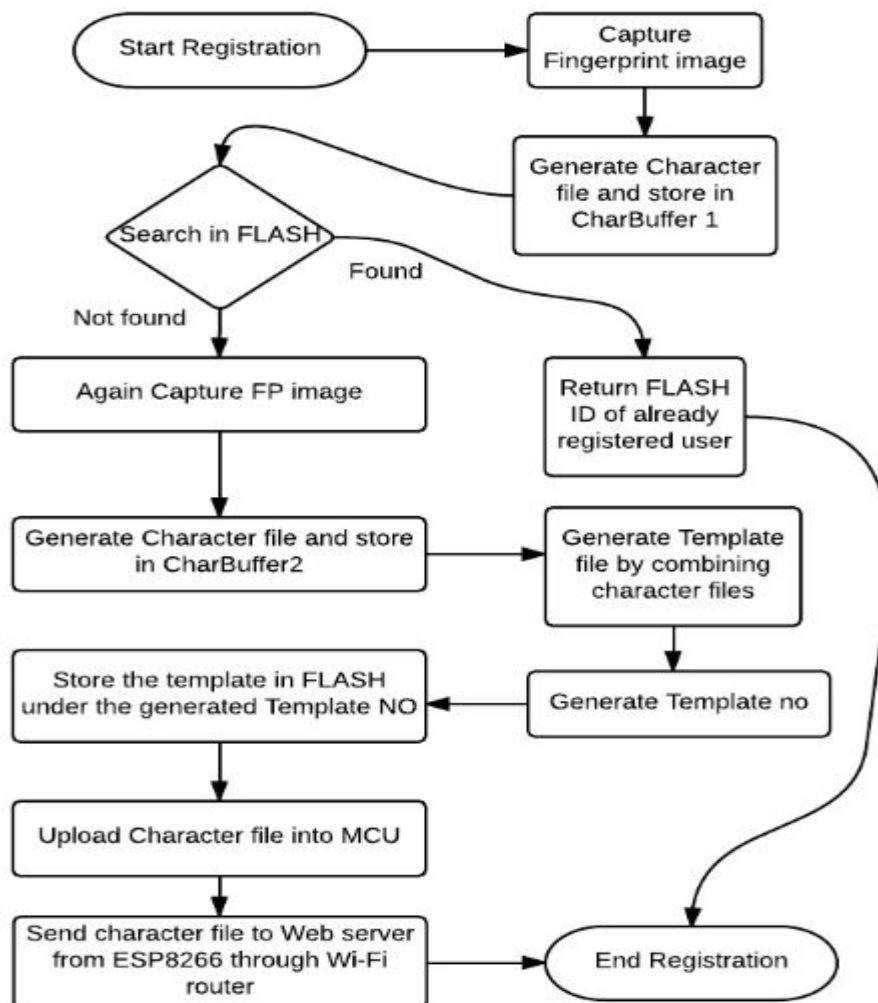 Start Registration
Capture
Fingerprint image
Generate Character
file and store in
CharBuffer 1
Search in FLASH
Found
Not found
Again Capture FP image
Return FLASH
ID of already
registered user
Generate Character file and store
in CharBuffer2
Generate Template
file by combining
character files
Generate Template no
Store the template in FLASH
under the generated Template NO
Upload Character file into MCU
Send character file to Web server
from ESP8266 through Wi-Fi
router
End Registration